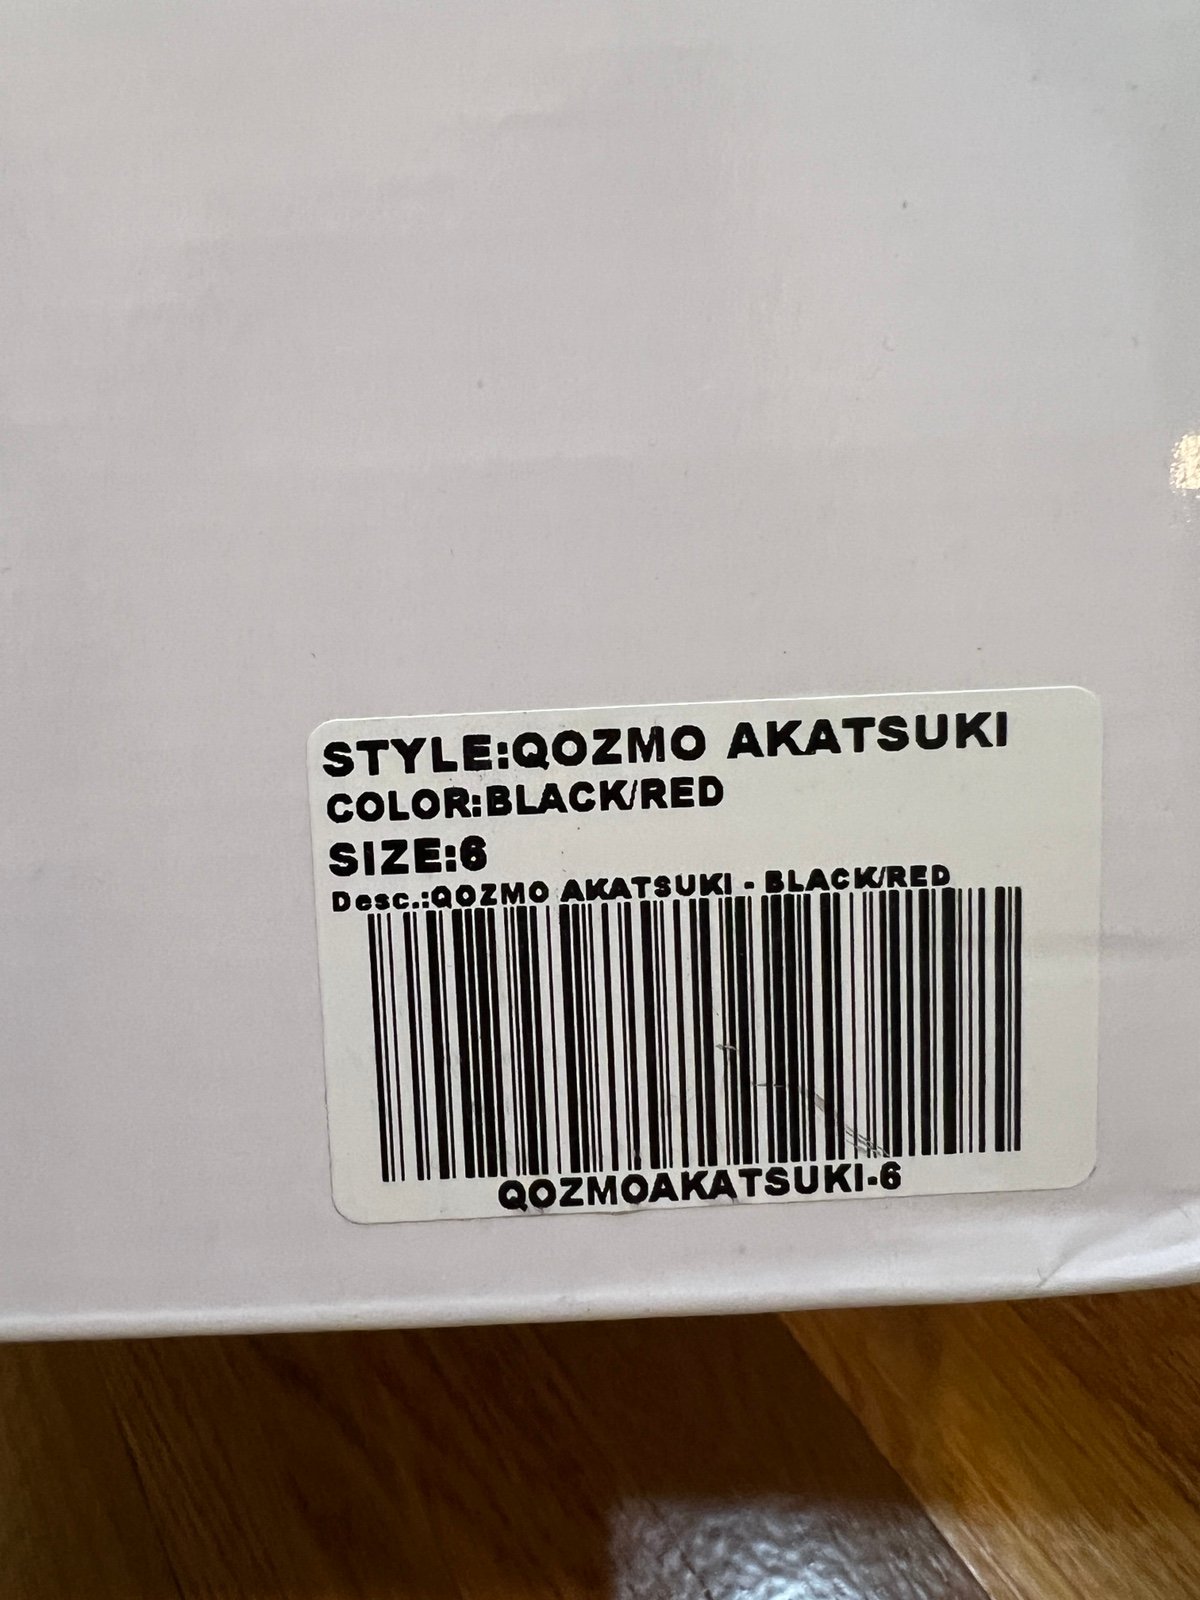 STYLE:QOZMO AKATSUKI
COLOR:BLACK/RED
SIZE:6
Desc.:QOZMO AKATSUKI - BLACK/RED
QOZMOAKATSUKI-6